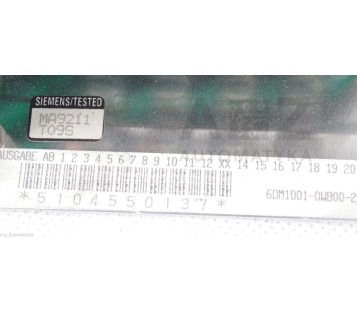 SIEMENS/TESTED
MA9211
T09S
AUSGABE AB 1 2 3 4 5 6 7 8 9 10 11 12 XX 14 15 16 17 18 19 20
6DM1001-0WB00-2
*5104550137*